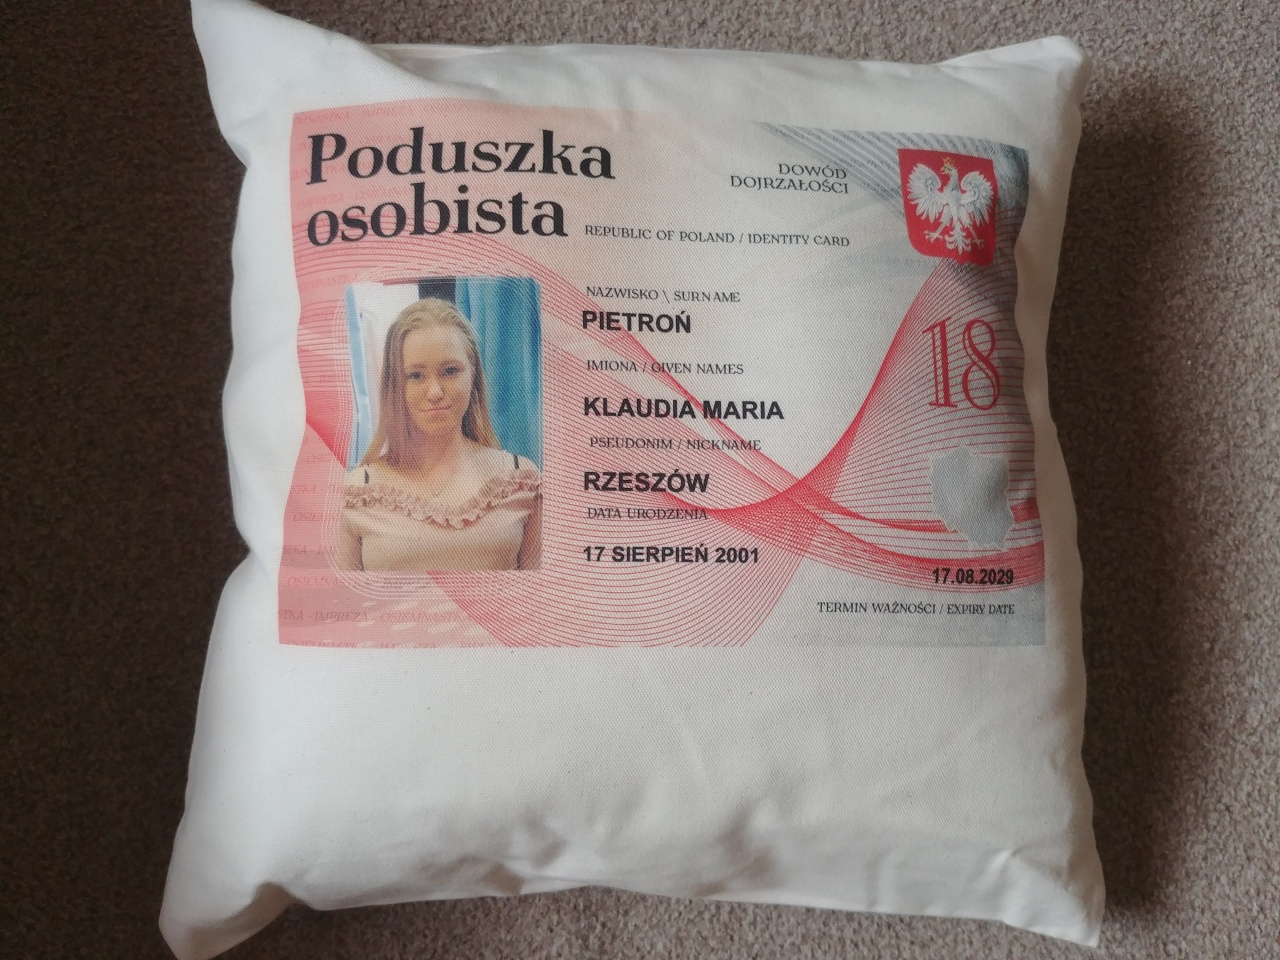 Poduszka
osobista
DOWÓD
DOJRZAŁOŚCI
REPUBLIC OF POLAND / IDENTITY CARD
NAZWISKO \ SURNAME
PIETROŃ
IMIONA / GIVEN NAMES
KLAUDIA MARIA
PSEUDONIM / NICKNAME
RZESZÓW
DATA URODZENIA
17 SIERPIEŃ 2001
18
17.08.2029
TERMIN WAŻNOŚCI / EXPIRY DATE